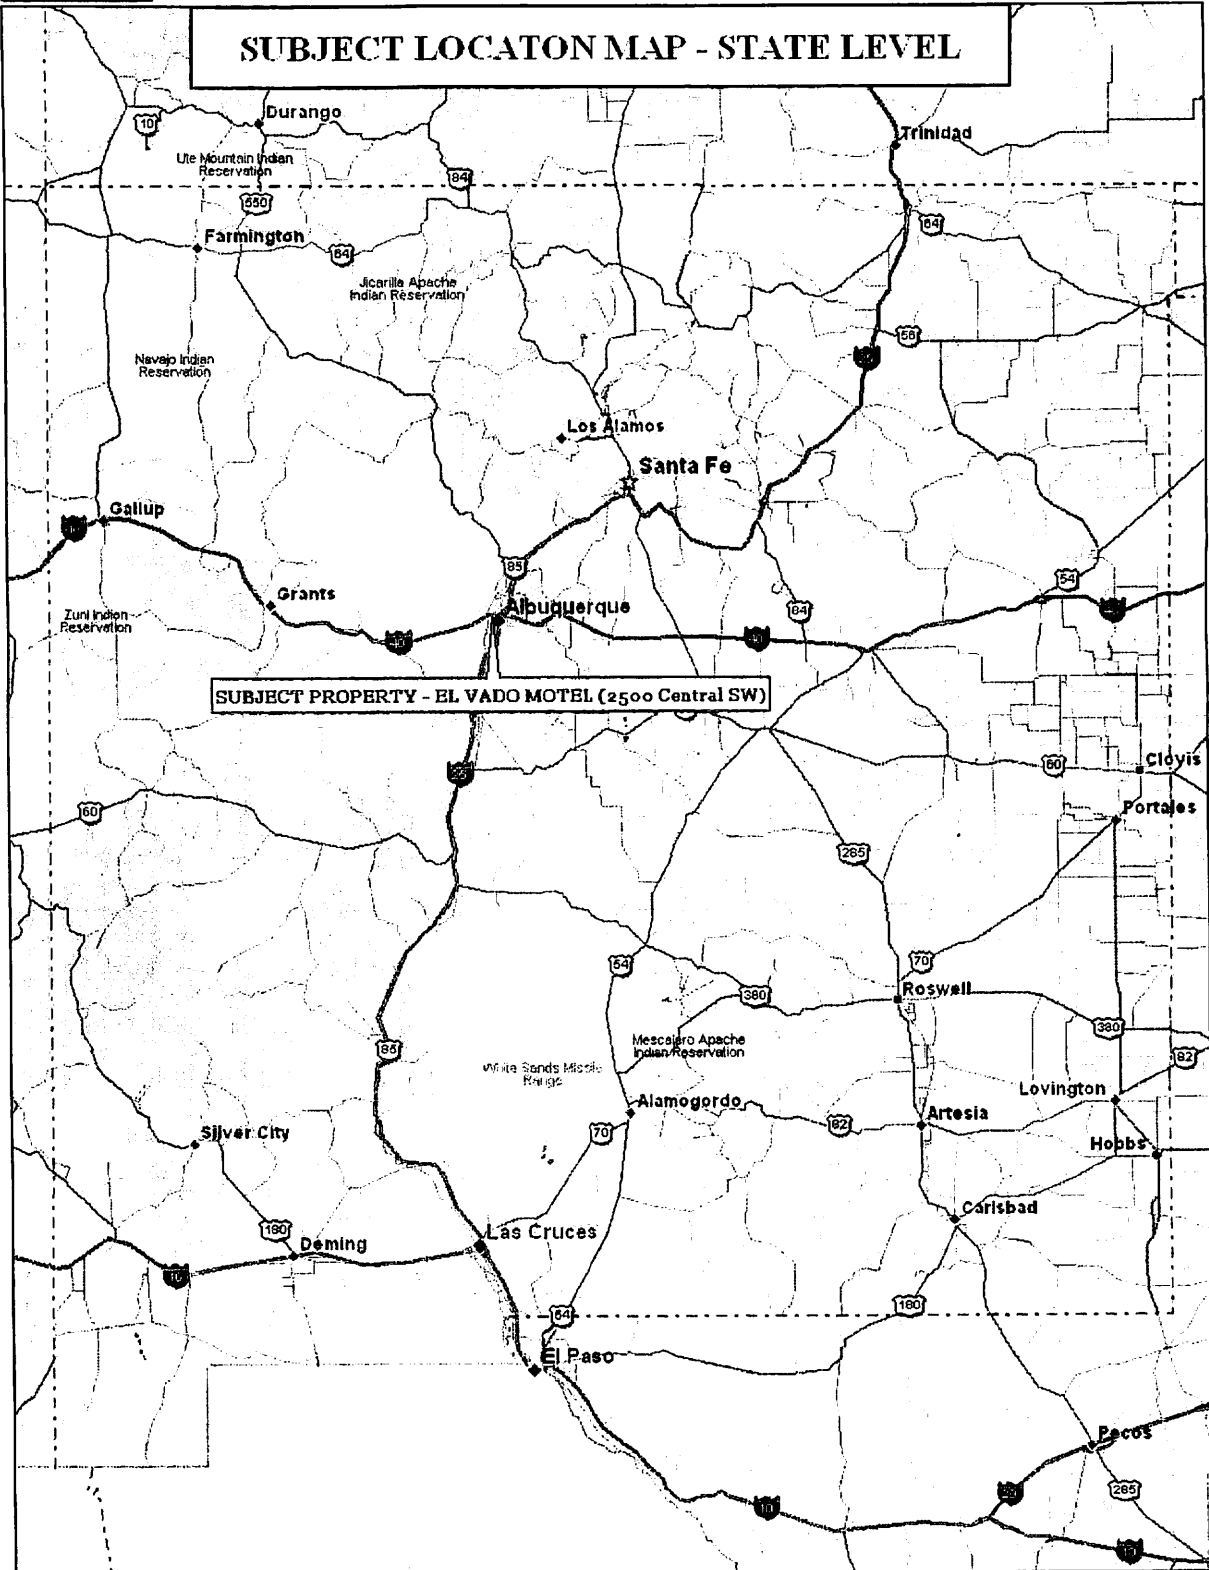 SUBJECT LOCATON MAP - STATE LEVEL
Durango
10
Trinidad
Ute Mountain Indian
Reservation
84
550
Farmington
64
64
Jicarilla Apache
Indian Reservation
56
Navajo Indian
Reservation
Los Alamos
Santa Fe
Gallup
85
54
Grants
Albuquerque
84
Zuni Indian
Reservation
40
40
SUBJECT PROPERTY - EL VADO MOTEL (2500 Central SW)
60
Clovis
60
Portales
285
54
70
380
Roswell
380
85
Mescalero Apache
Indian Reservation
82
White Sands Missile
Range
Lovington
Alamogordo
82
Artesia
70
Silver City
Hobbs
Carlsbad
180
Las Cruces
Deming
10
180
54
El Paso
Pecos
285
10
10